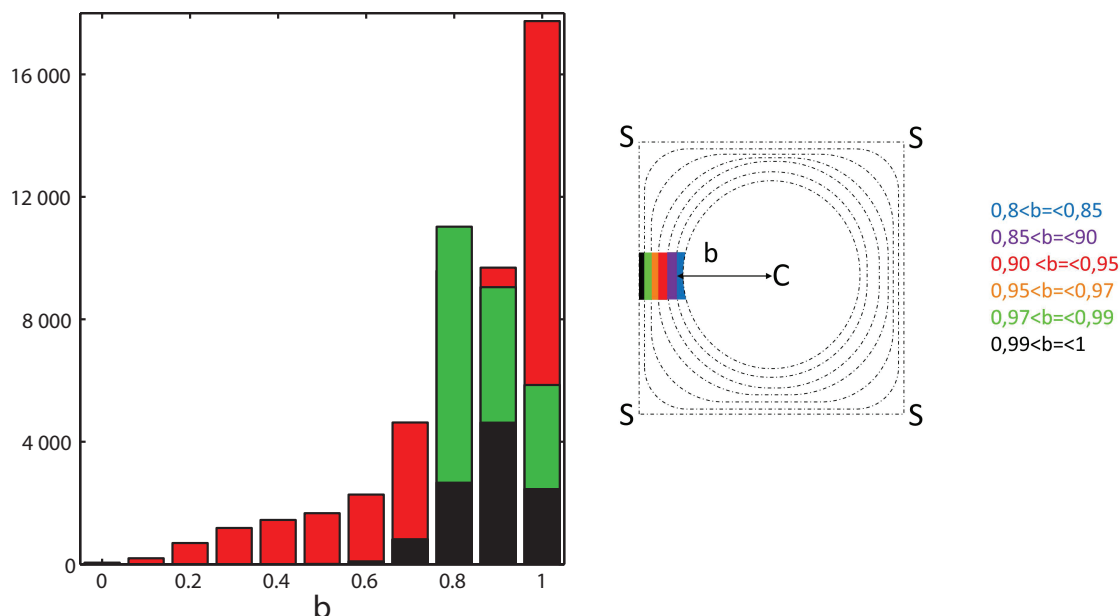 16 000
12 000
8 000
4 000
0
0 0.2 0.4 0.6 0.8 1
b
S S
b
C
S S
0,8<b=<0,85
0,85<b=<90
0,90 <b=<0,95
0,95<b=<0,97
0,97<b=<0,99
0,99<b=<1